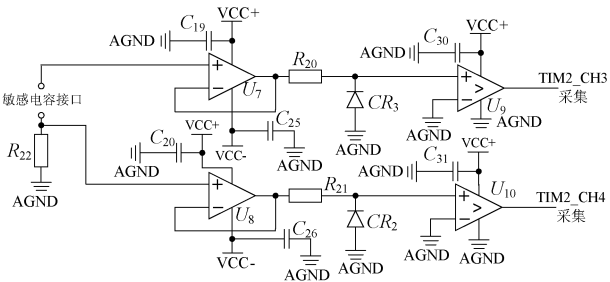 C19
VCC+
AGND
C30
VCC+
AGND
R20
TIM2_CH3
采集
U7
CR3
U9
AGND
敏感电容接口
C25
AGND
AGND
AGND
VCC-
C20
VCC+
AGND
R22
AGND
C31
VCC+
AGND
R21
U10
TIM2_CH4
采集
U8
CR2
C26
VCC-
AGND
AGND
AGND
AGND